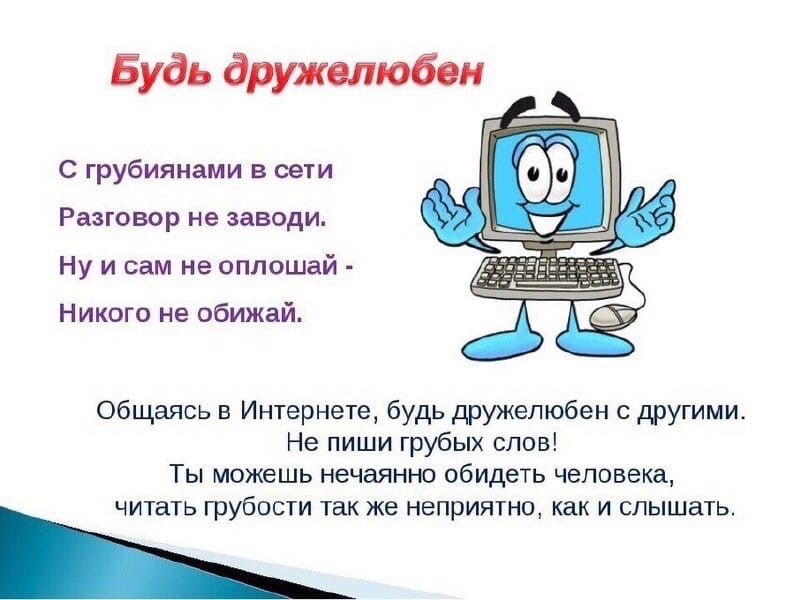 Будь дружелюбен
С грубиянами в сети
Разговор не заводи.
Ну и сам не оплошай -
Никого не обижай.
Общаясь в Интернете, будь дружелюбен с другими.
Не пиши грубых слов!
Ты можешь нечаянно обидеть человека,
читать грубости так же неприятно, как и слышать.